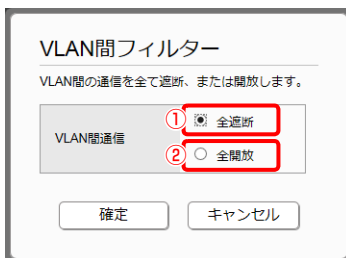 VLAN間フィルター
VLAN間の通信を全て遮断、または開放します。
① 全遮断
VLAN間通信
② 全開放
確定 キャンセル